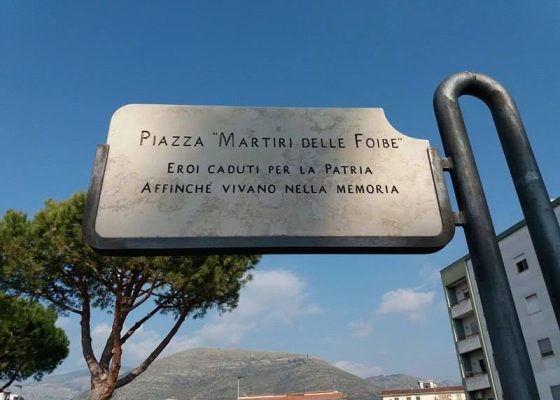 Piazza "Martiri delle Foibe"
Eroi caduti per la Patria
Affinché vivano nella memoria